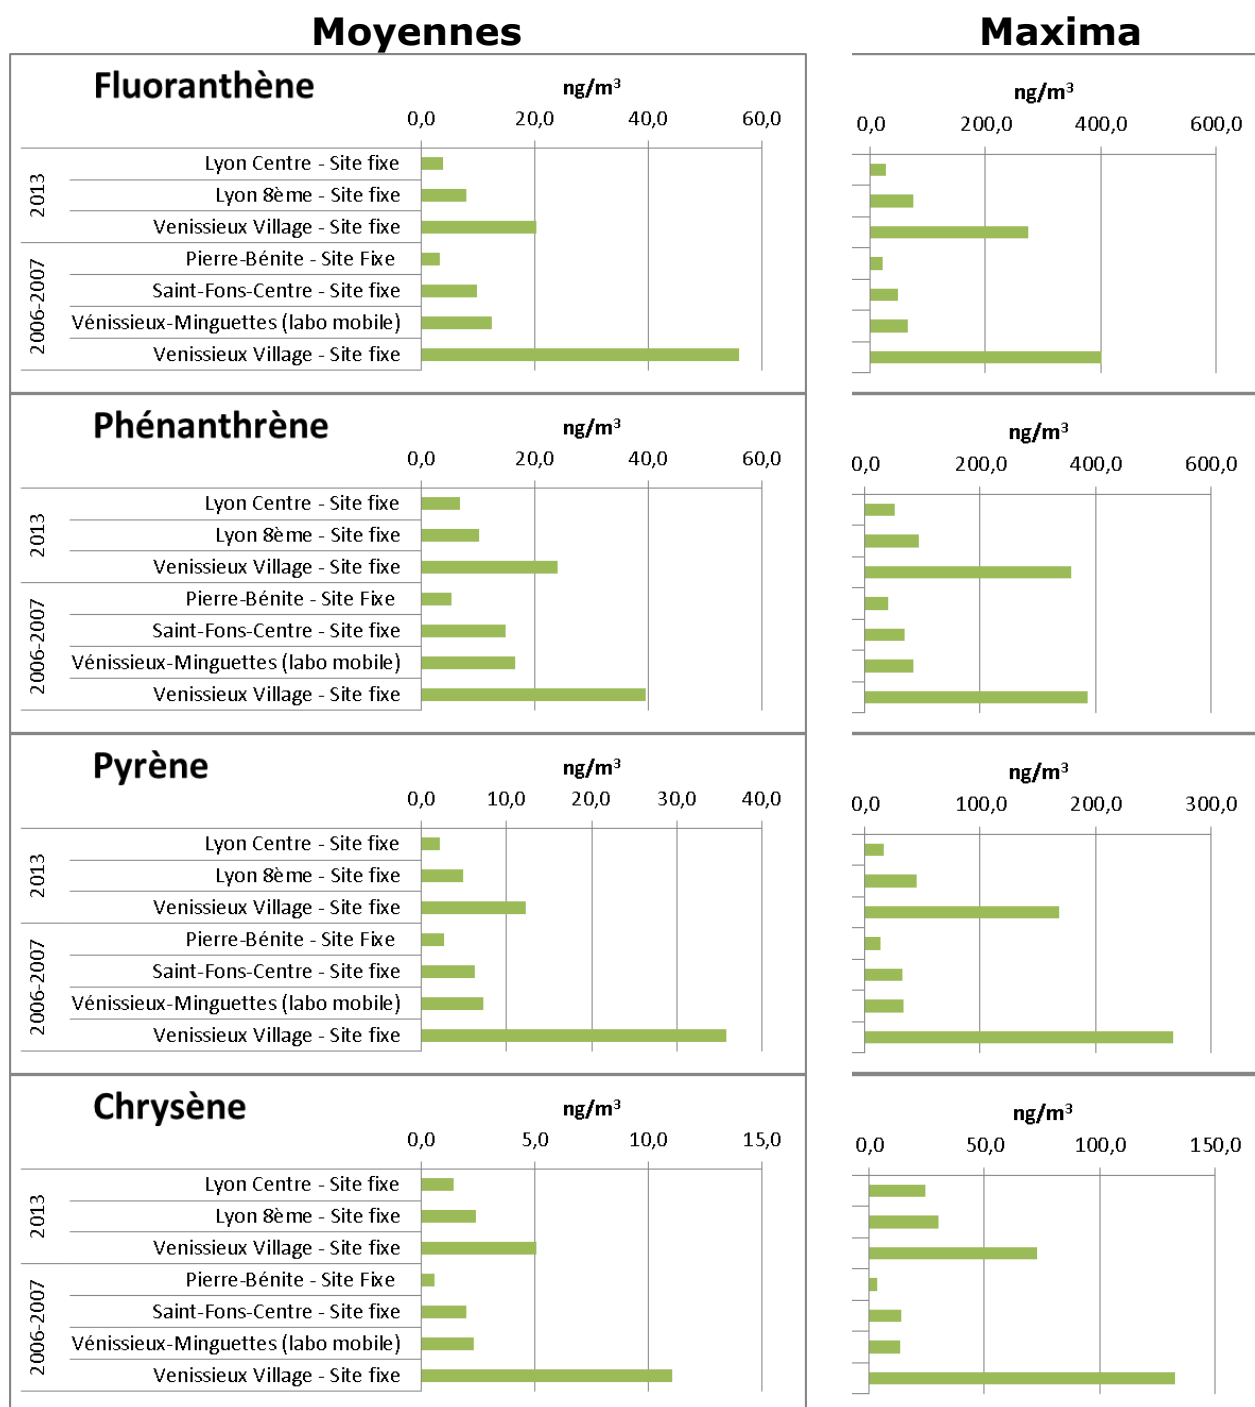 Moyennes
Maxima
Fluoranthène
ng/m³
0,0 20,0 40,0 60,0
2013
Lyon Centre - Site fixe
Lyon 8ème - Site fixe
Venissieux Village - Site fixe
2006-2007
Pierre-Bénite - Site Fixe
Saint-Fons-Centre - Site fixe
Vénissieux-Minguettes (labo mobile)
Venissieux Village - Site fixe
ng/m³
0,0 200,0 400,0 600,0
Phénanthrène
ng/m³
0,0 20,0 40,0 60,0
2013
Lyon Centre - Site fixe
Lyon 8ème - Site fixe
Venissieux Village - Site fixe
2006-2007
Pierre-Bénite - Site Fixe
Saint-Fons-Centre - Site fixe
Vénissieux-Minguettes (labo mobile)
Venissieux Village - Site fixe
ng/m³
0,0 200,0 400,0 600,0
Pyrène
ng/m³
0,0 10,0 20,0 30,0 40,0
2013
Lyon Centre - Site fixe
Lyon 8ème - Site fixe
Venissieux Village - Site fixe
2006-2007
Pierre-Bénite - Site Fixe
Saint-Fons-Centre - Site fixe
Vénissieux-Minguettes (labo mobile)
Venissieux Village - Site fixe
ng/m³
0,0 100,0 200,0 300,0
Chrysène
ng/m³
0,0 5,0 10,0 15,0
2013
Lyon Centre - Site fixe
Lyon 8ème - Site fixe
Venissieux Village - Site fixe
2006-2007
Pierre-Bénite - Site Fixe
Saint-Fons-Centre - Site fixe
Vénissieux-Minguettes (labo mobile)
Venissieux Village - Site fixe
ng/m³
0,0 50,0 100,0 150,0